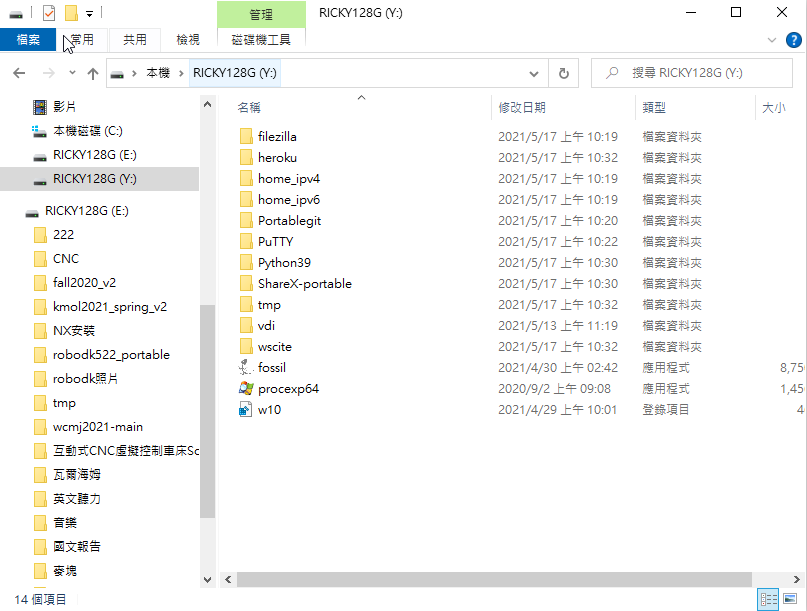 管理
RICKY128G (Y:)
檔案
常用
共用
檢視
磁碟機工具
本機
RICKY128G (Y:)
搜尋 RICKY128G (Y:)
影片
本機磁碟 (C:)
RICKY128G (E:)
RICKY128G (Y:)
RICKY128G (E:)
222
CNC
fall2020_v2
kmol2021_spring_v2
NX安裝
robodk522_portable
robodk照片
tmp
wcmj2021-main
互動式CNC虛擬控制車床Sc
瓦爾海姆
英文聽力
音樂
國文報告
麥塊
名稱 修改日期 類型 大小
filezilla 2021/5/17 上午 10:19 檔案資料夾
heroku 2021/5/17 上午 10:32 檔案資料夾
home_ipv4 2021/5/17 上午 10:19 檔案資料夾
home_ipv6 2021/5/17 上午 10:19 檔案資料夾
Portablegit 2021/5/17 上午 10:20 檔案資料夾
PuTTY 2021/5/17 上午 10:22 檔案資料夾
Python39 2021/5/17 上午 10:30 檔案資料夾
ShareX-portable 2021/5/17 上午 10:30 檔案資料夾
tmp 2021/5/17 上午 10:32 檔案資料夾
vdi 2021/5/13 上午 11:19 檔案資料夾
wscite 2021/5/17 上午 10:32 檔案資料夾
fossil 2021/4/30 上午 02:42 應用程式 8,75
procexp64 2020/9/2 上午 09:08 應用程式 1,45
w10 2021/4/29 上午 10:01 登錄項目 4
14 個項目